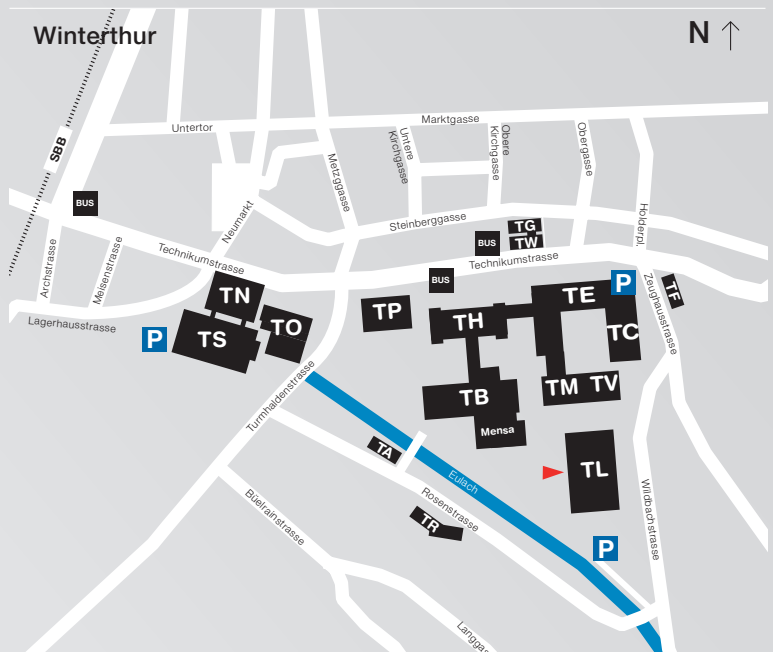 Winterthur
N
SBB
Untertor
Marktgasse
Untere
Kirchgasse
Obere
Kirchgasse
Obergasse
Metzggasse
BUS
Neumarkt
Steinberggasse
Holderpl.
TG
TW
BUS
Archstrasse
Meisenstrasse
Technikumstrasse
Technikumstrasse
BUS
P
TF
Zeughausstrasse
TN
TE
TP
TH
TO
TS
TC
P
Lagerhausstrasse
Turmhaldenstrasse
TM
TV
TB
Mensa
TA
TL
Eulach
Rosenstrasse
TR
Wildbachstrasse
Büelrainstrasse
P
Langga